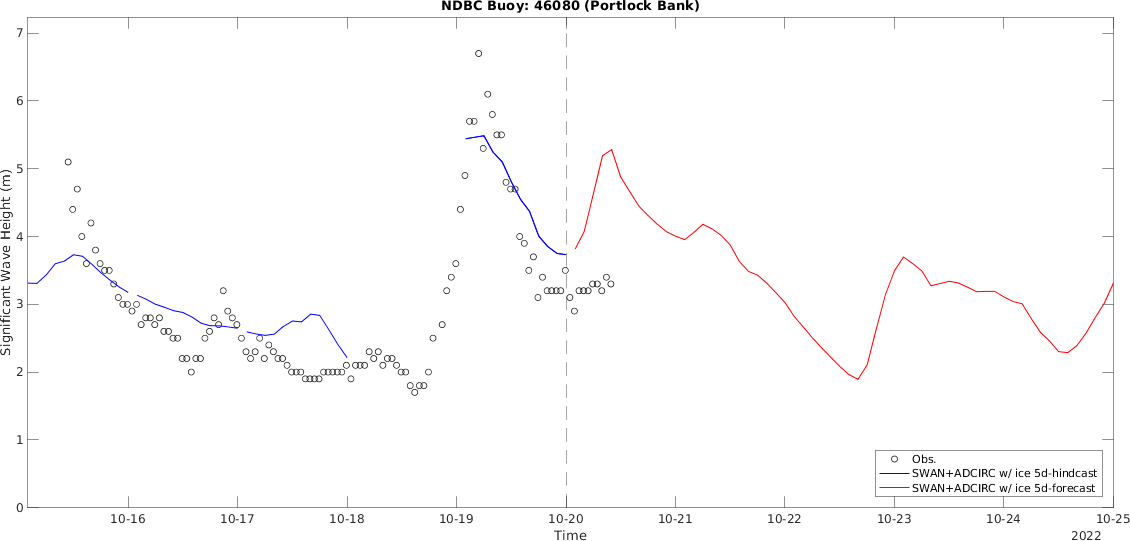 NDBC Buoy: 46080 (Portlock Bank)
7
6
5
4
3
2
1
0
Significant Wave Height (m)
10-16 10-17 10-18 10-19 10-20 10-21 10-22 10-23 10-24 10-25
Time
2022
Obs.
SWAN+ADCIRC w/ ice 5d-hindcast
SWAN+ADCIRC w/ ice 5d-forecast